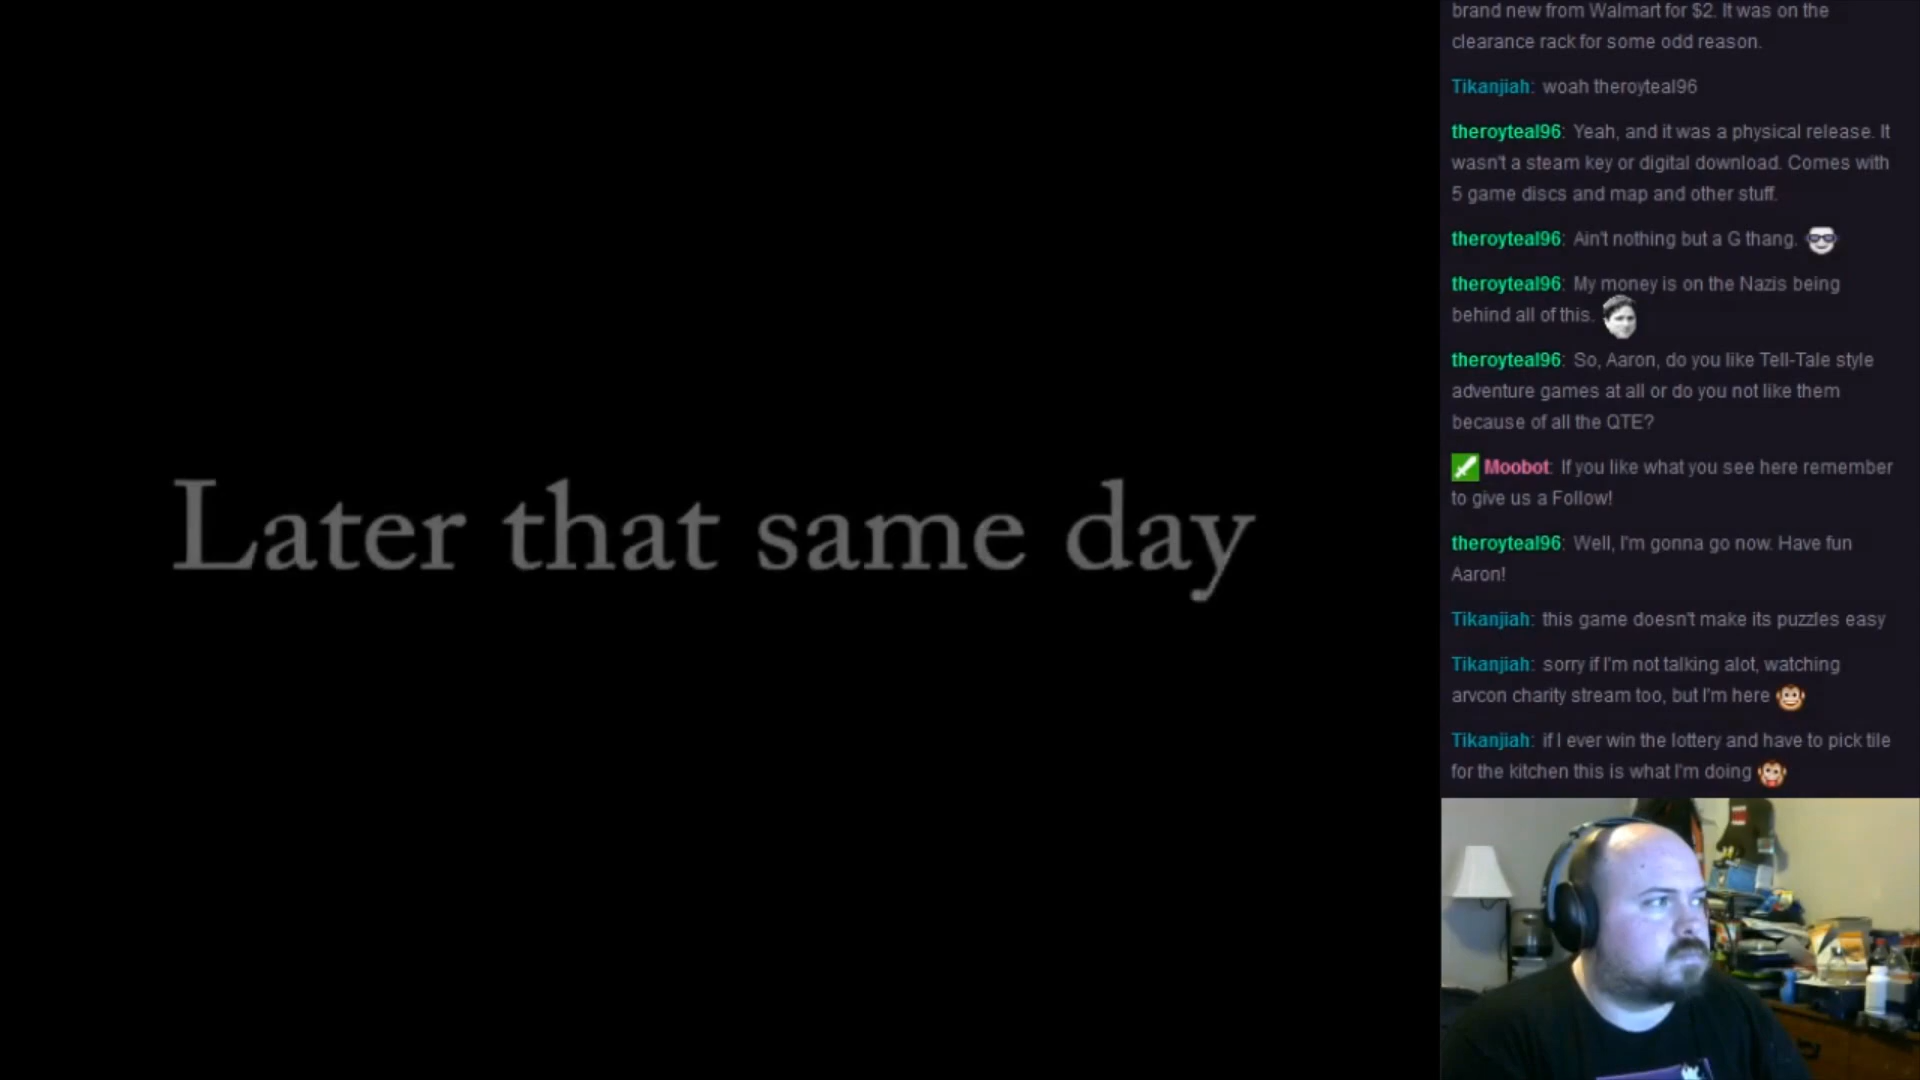 Later that same day
brand new from Walmart for $2. It was on the
clearance rack for some odd reason.
Tikanjiah: woah theroyteal96
theroyteal96: Yeah, and it was a physical release. It
wasn't a steam key or digital download. Comes with
5 game discs and map and other stuff.
theroyteal96: Ain't nothing but a G thang.
theroyteal96: My money is on the Nazis being
behind all of this.
theroyteal96: So, Aaron, do you like Tell-Tale style
adventure games at all or do you not like them
because of all the QTE?
Moobot: If you like what you see here remember
to give us a Follow!
theroyteal96: Well, I'm gonna go now. Have fun
Aaron!
Tikanjiah: this game doesn't make its puzzles easy
Tikanjiah: sorry if I'm not talking alot, watching
arvcon charity stream too, but I'm here
Tikanjiah: if I ever win the lottery and have to pick tile
for the kitchen this is what I'm doing